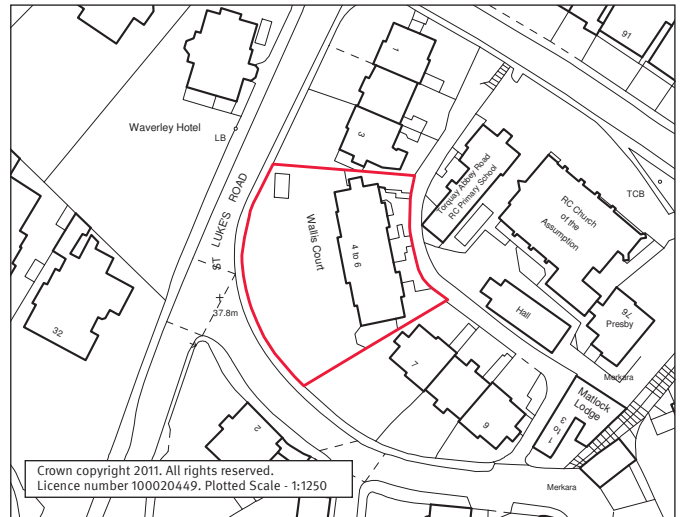 91
1
Waverley Hotel
LB
3
Torquay Abbey Road
RC Primary School
RC Church
of the
Assumption
TCB
ST LUKES ROAD
Wallis Court
4 to 6
37.8m
32
Hall
76
Presby
7
Merkara
Matlock
Lodge
1
to
3
9
2
Merkara
Crown copyright 2011. All rights reserved.
Licence number 100020449. Plotted Scale - 1:1250